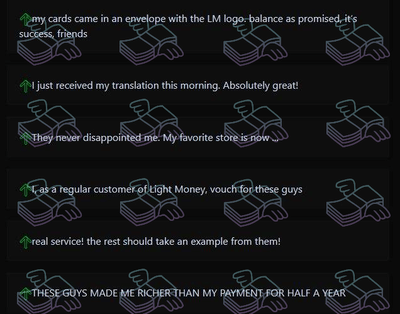 my cards came in an envelope with the LM logo. balance as promised, it's
success, friends
I just received my translation this morning. Absolutely great!
They never disappointed me. My favorite store is now ...
I, as a regular customer of Light Money, vouch for these guys
real service! the rest should take an example from them!
THESE GUYS MADE ME RICHER THAN MY PAYMENT FOR HALF A YEAR